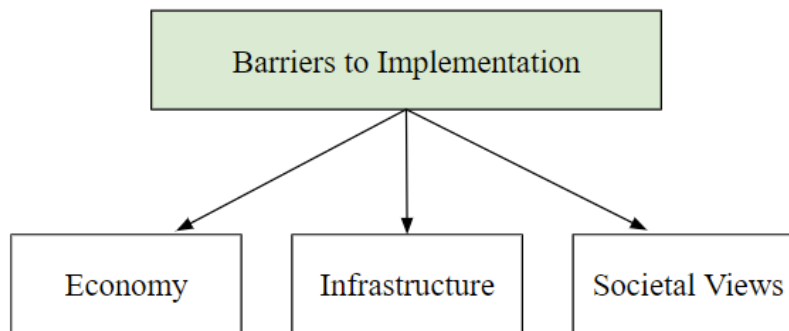 Barriers to Implementation
Economy
Infrastructure
Societal Views